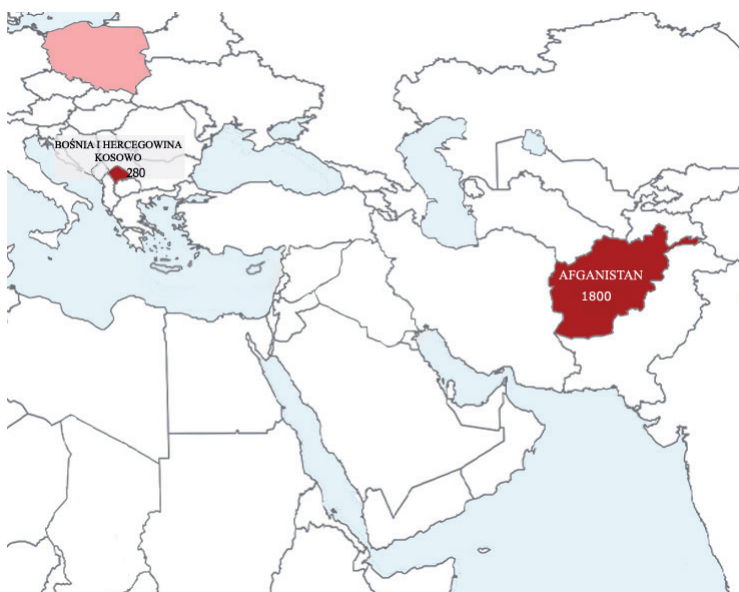 BOŚNIA I HERCEGOWINA
KOSOWO
280
AFGANISTAN
1800